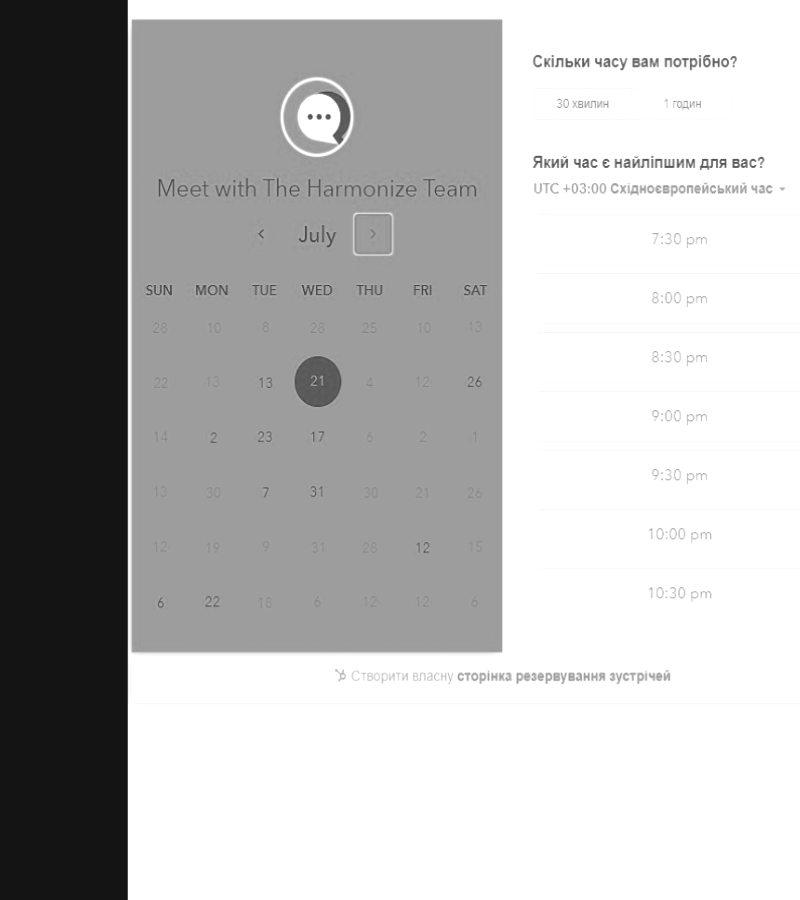 Meet with The Harmonize Team
July
SUN MON TUE WED THU FRI SAT
28 10 8 28 25 10 13
22 13 13 21 4 12 26
14 2 23 17 6 2 1
13 30 7 31 30 21 26
12 19 9 31 28 12 15
6 22 18 6 12 12 6
Скільки часу вам потрібно?
30 хвилин 1 годин
Який час є найліпшим для вас?
UTC +03:00 Східноєвропейський час
7:30 pm
8:00 pm
8:30 pm
9:00 pm
9:30 pm
10:00 pm
10:30 pm
Створити власну сторінка резервування зустрічей